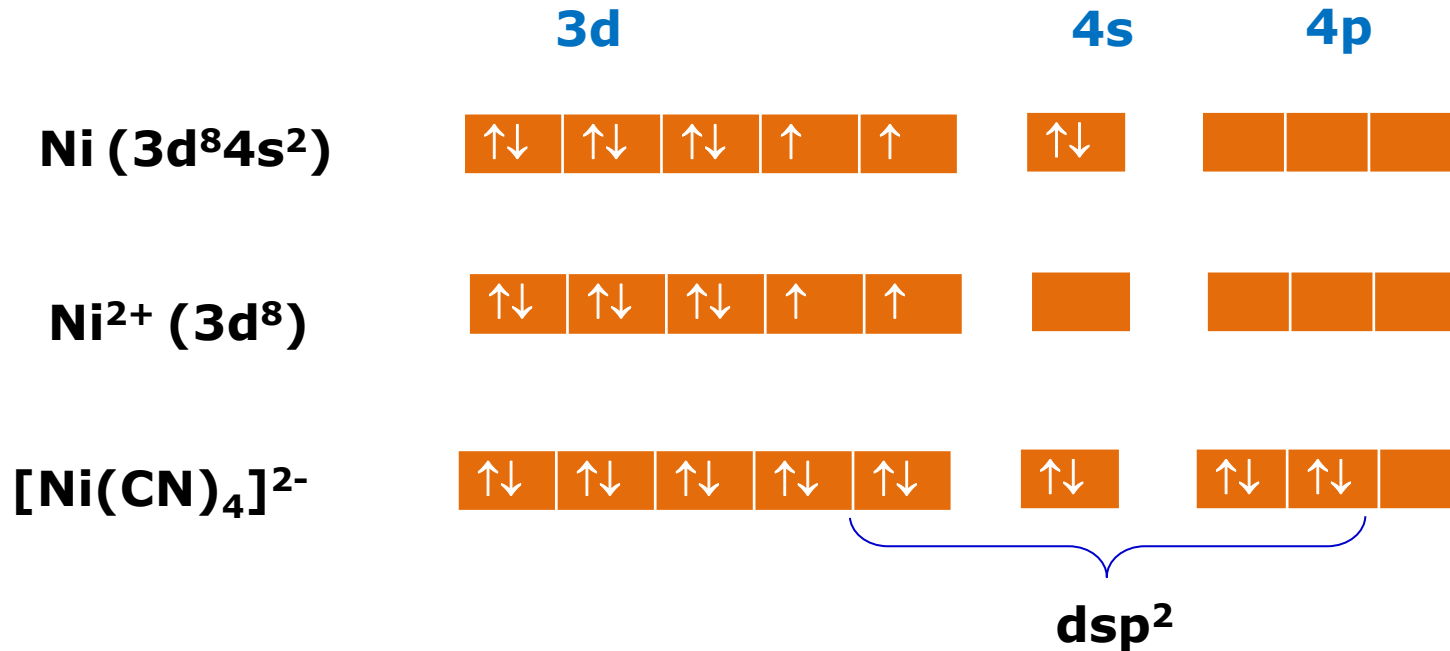 3d 4s 4p
Ni (3d⁸4s²) ↑↓ ↑↓ ↑↓ ↑ ↑ ↑↓
Ni²⁺ (3d⁸) ↑↓ ↑↓ ↑↓ ↑ ↑
[Ni(CN)₄]²⁻ ↑↓ ↑↓ ↑↓ ↑↓ ↑↓ ↑↓ ↑↓ ↑↓
dsp²